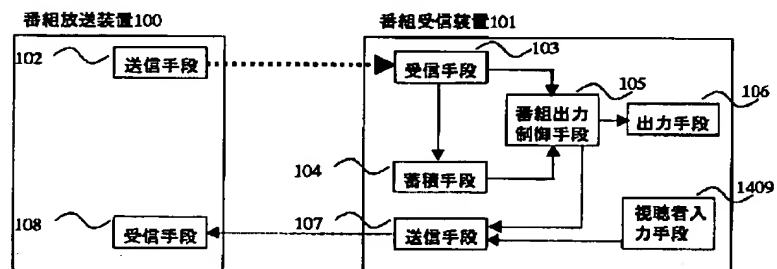 番組放送装置100
番組受信装置101
102
送信手段
103
受信手段
105
番組出力
制御手段
106
出力手段
104
蓄積手段
1409
視聴者入
力手段
108
受信手段
107
送信手段